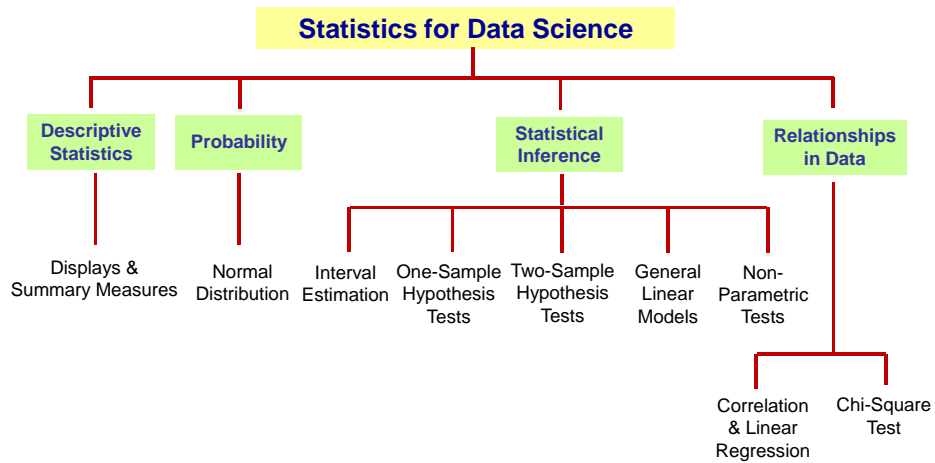 Statistics for Data Science
Descriptive
Statistics
Probability
Statistical
Inference
Relationships
in Data
Displays &
Summary Measures
Normal
Distribution
Interval
Estimation
One-Sample
Hypothesis
Tests
Two-Sample
Hypothesis
Tests
General
Linear
Models
Non-
Parametric
Tests
Correlation
& Linear
Regression
Chi-Square
Test